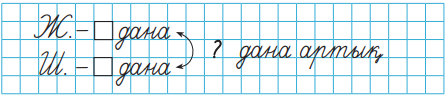 Ж. – □ дана
Ш. – □ дана
? дана артық